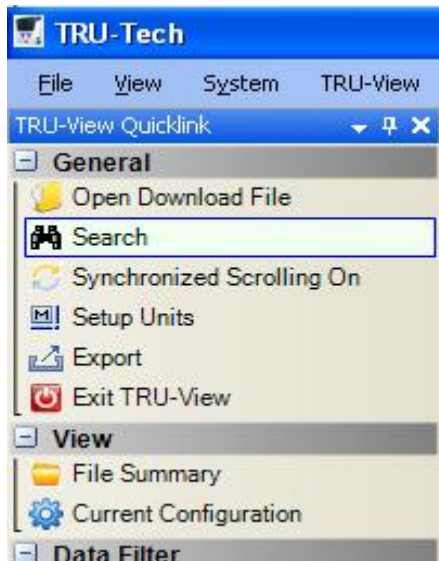 TRU-Tech
File View System TRU-View
TRU-View Quicklink
General
Open Download File
Search
Synchronized Scrolling On
Setup Units
Export
Exit TRU-View
View
File Summary
Current Configuration
Data Filter